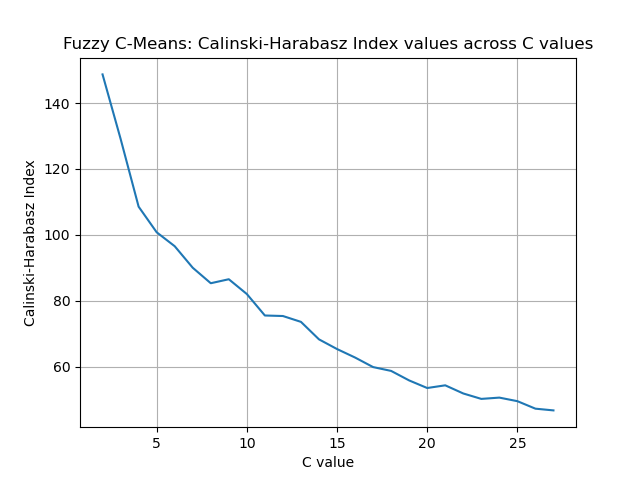 Fuzzy C-Means: Calinski-Harabasz Index values across C values
140
120
100
80
60
Calinski-Harabasz Index
5 10 15 20 25
C value